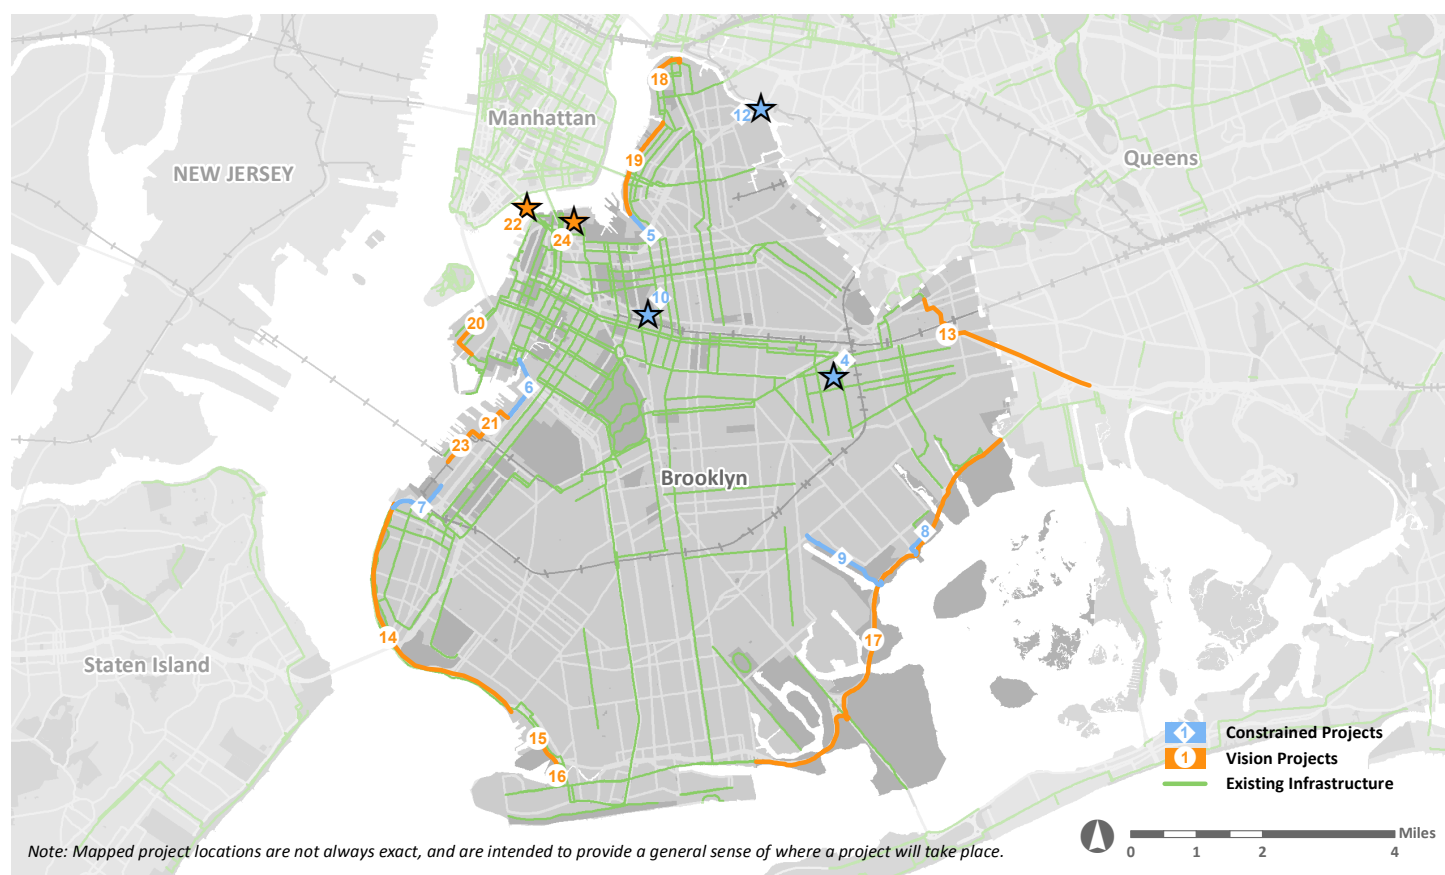 18
12
Manhattan
Queens
19
NEW JERSEY
22
24
5
10
20
13
4
6
21
23
Brooklyn
7
8
9
14
17
Staten Island
15
16
1 Constrained Projects
1 Vision Projects
Existing Infrastructure
Miles
0 1 2 4
Note: Mapped project locations are not always exact, and are intended to provide a general sense of where a project will take place.